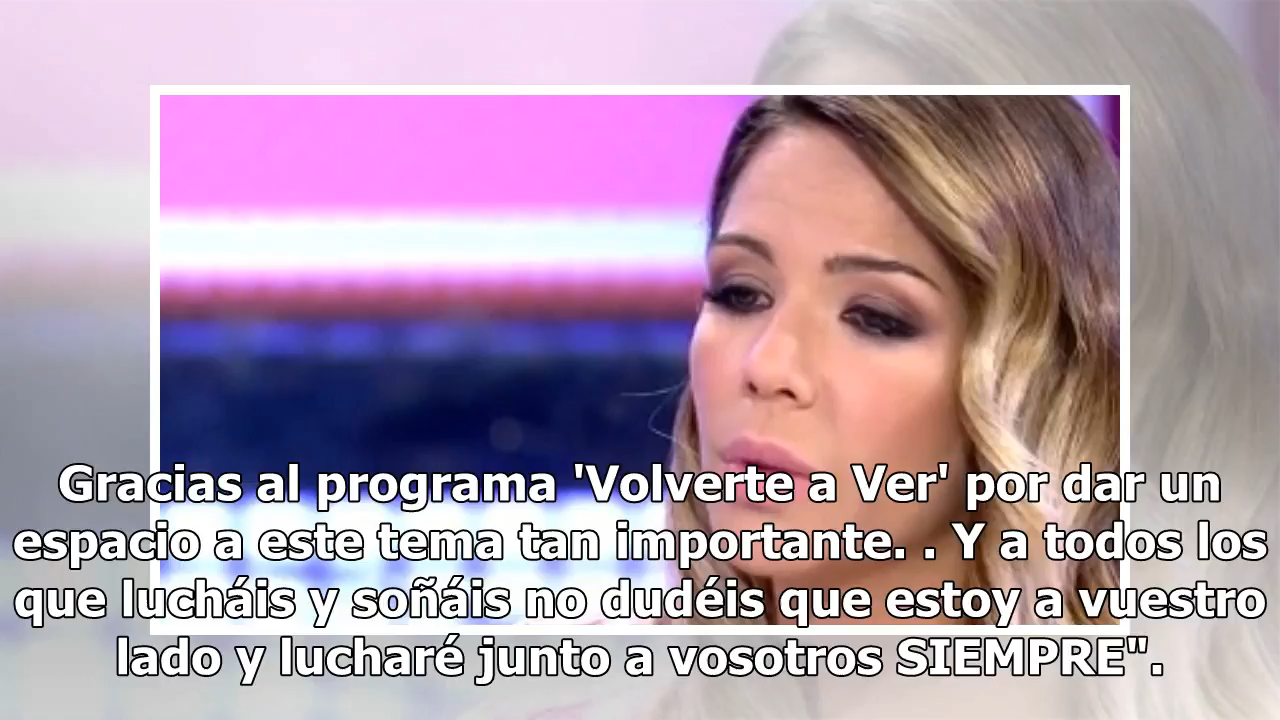 Gracias al programa 'Volverte a Ver' por dar un
espacio a este tema tan importante. . Y a todos los
que lucháis y soñáis no dudéis que estoy a vuestro
lado y lucharé junto a vosotros SIEMPRE".